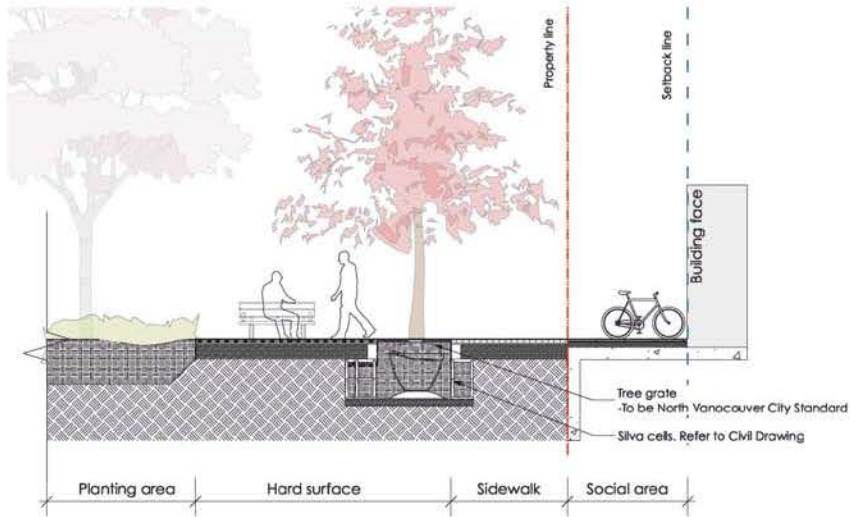 Property line
Setback line
Building face
Tree grate
-To be North Vanocouver City Standard
Silva cells. Refer to Civil Drawing
Planting area
Hard surface
Sidewalk
Social area